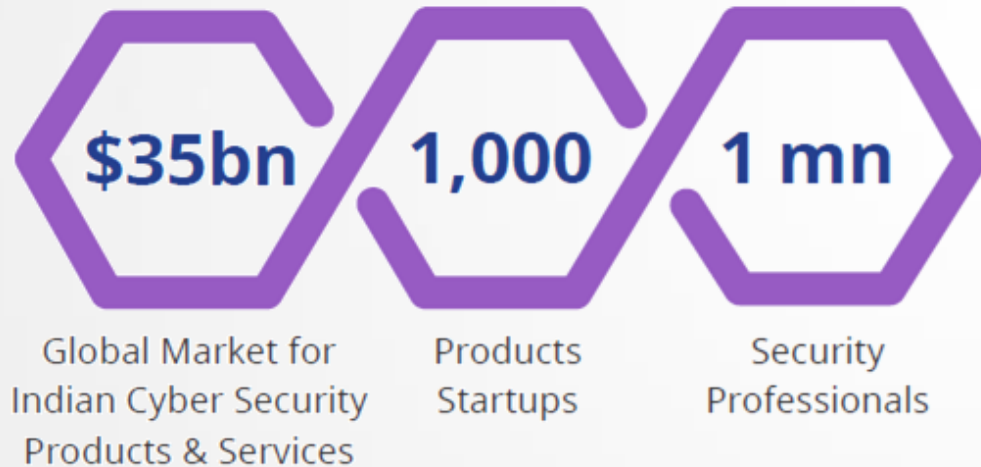 $35bn
1,000
1 mn
Global Market for
Indian Cyber Security
Products & Services
Products
Startups
Security
Professionals